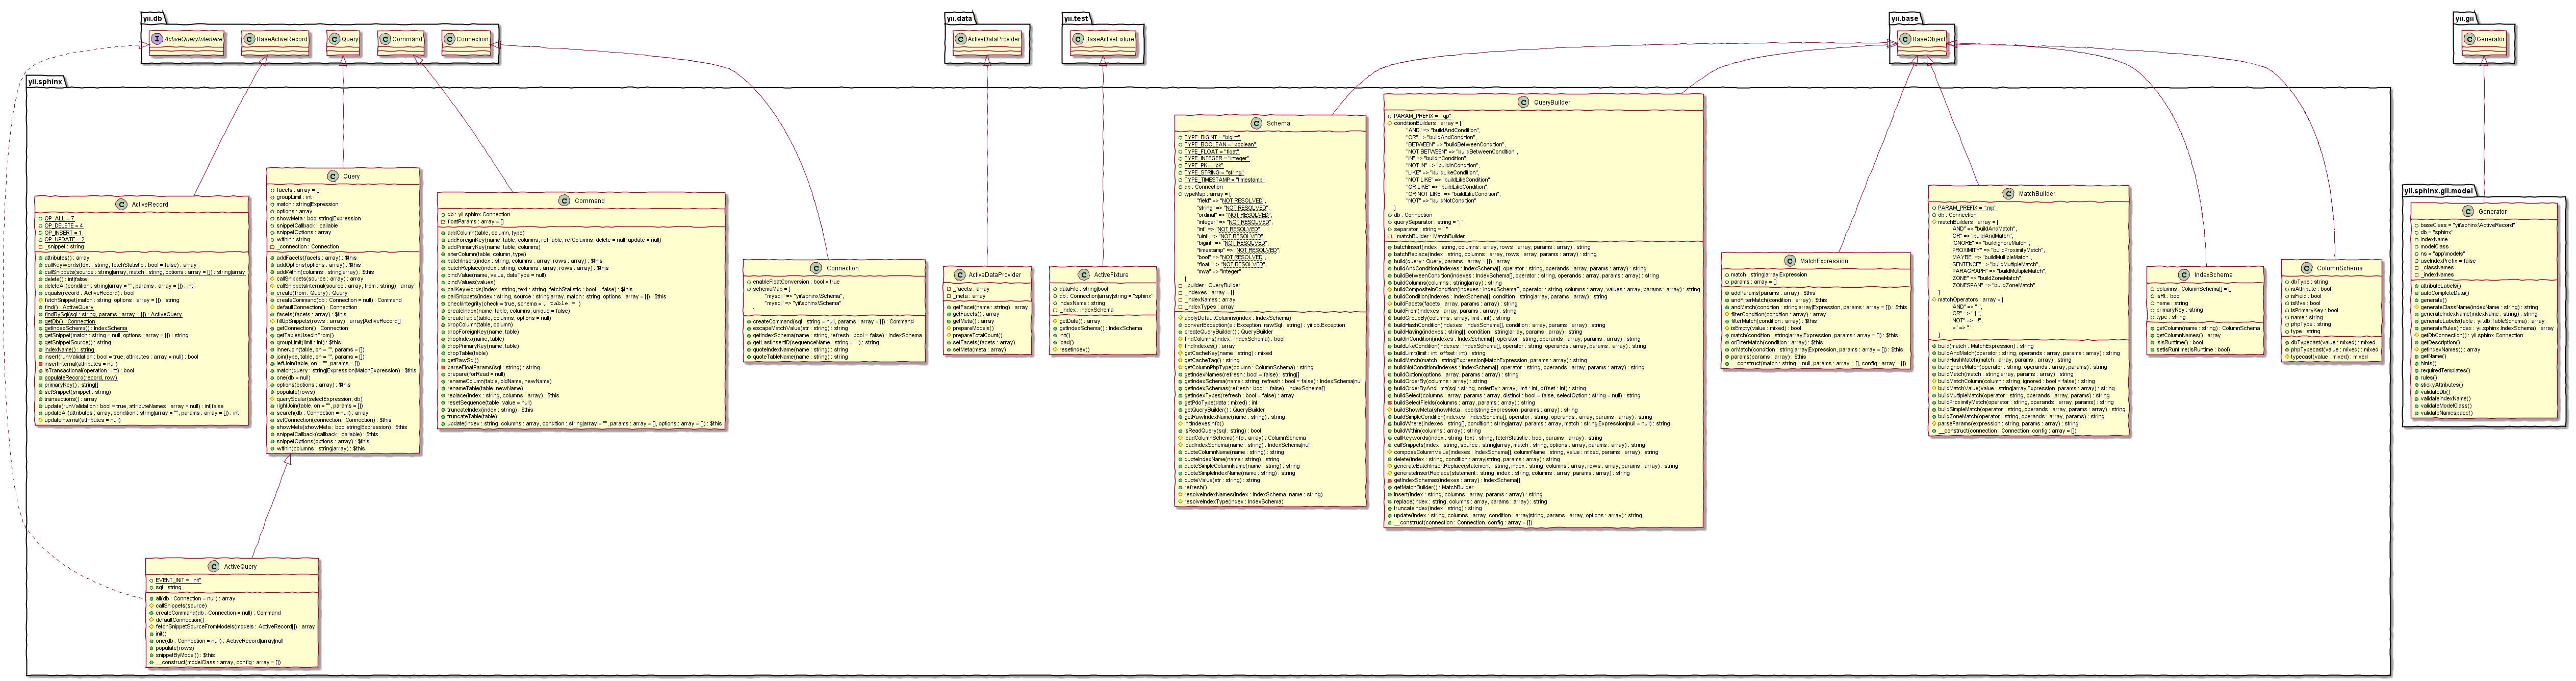 yii.db
ActiveQueryInterface
BaseActiveRecord
Query
Command
Connection
yii.data
ActiveDataProvider
yii.test
BaseActiveFixture
yii.base
BaseObject
yii.gii
Generator
yii.sphinx
ActiveRecord
OP_ALL = 7
OP_DELETE = 4
OP_INSERT = 1
OP_UPDATE = 2
_snippet : string
attributes() : array
callKeywords(text : string, fetchStatistic : bool = false) : array
callSnippets(source : string|array, match : string, options : array = []) : string|array
delete() : int|false
deleteAll(condition : string|array = "", params : array = []) : int
equals(record : ActiveRecord) : bool
fetchSnippet(match : string, options : array = []) : string
find() : ActiveQuery
findBySql(sql : string, params : array = []) : ActiveQuery
getDb() : Connection
getIndexSchema() : IndexSchema
getSnippet(match : string = null, options : array = []) : string
getSnippetSource() : string
indexName() : string
insert(runValidation : bool = true, attributes : array = null) : bool
insertInternal(attributes = null)
isTransactional(operation : int) : bool
populateRecord(record, row)
primaryKey() : string[]
setSnippet(snippet : string)
transactions() : array
update(runValidation : bool = true, attributeNames : array = null) : int|false
updateAll(attributes : array, condition : string|array = "", params : array = []) : int
updateInternal(attributes = null)
Query
facets : array = []
groupLimit : int
match : string|Expression
options : array
showMeta : bool|string|Expression
snippetCallback : callable
snippetOptions : array
within : string
_connection : Connection
addFacets(facets : array) : $this
addOptions(options : array) : $this
addWithin(columns : string|array) : $this
callSnippets(source : array) : array
callSnippetsInternal(source : array, from : string) : array
create(from : Query) : Query
createCommand(db : Connection = null) : Command
defaultConnection() : Connection
facets(facets : array) : $this
fillUpSnippets(rows : array) : array|ActiveRecord[]
getConnection() : Connection
getTablesUsedInFrom()
groupLimit(limit : int) : $this
innerJoin(table, on = "", params = [])
join(type, table, on = "", params = [])
leftJoin(table, on = "", params = [])
match(query : string|Expression|MatchExpression) : $this
one(db = null)
options(options : array) : $this
populate(rows)
queryScalar(selectExpression, db)
rightJoin(table, on = "", params = [])
search(db : Connection = null) : array
setConnection(connection : Connection) : $this
showMeta(showMeta : bool|string|Expression) : $this
snippetCallback(callback : callable) : $this
snippetOptions(options : array) : $this
within(columns : string|array) : $this
Command
db : yii.sphinx.Connection
floatParams : array = []
addColumn(table, column, type)
addForeignKey(name, table, columns, refTable, refColumns, delete = null, update = null)
addPrimaryKey(name, table, columns)
alterColumn(table, column, type)
batchInsert(index : string, columns : array, rows : array) : $this
batchReplace(index : string, columns : array, rows : array) : $this
bindValue(name, value, dataType = null)
bindValues(values)
callKeywords(index : string, text : string, fetchStatistic : bool = false) : $this
callSnippets(index : string, source : string|array, match : string, options : array = []) : $this
checkIntegrity(check = true, schema = , table = )
createIndex(name, table, columns, unique = false)
createTable(table, columns, options = null)
dropColumn(table, column)
dropForeignKey(name, table)
dropIndex(name, table)
dropPrimaryKey(name, table)
dropTable(table)
getRawSql()
parseFloatParams(sql : string) : string
prepare(forRead = null)
renameColumn(table, oldName, newName)
renameTable(table, newName)
replace(index : string, columns : array) : $this
resetSequence(table, value = null)
truncateIndex(index : string) : $this
truncateTable(table)
update(index : string, columns : array, condition : string|array = "", params : array = [], options : array = []) : $this
Connection
enableFloatConversion : bool = true
schemaMap = [
"mysqli" => "yii\sphinx\Schema",
"mysql" => "yii\sphinx\Schema",
]
createCommand(sql : string = null, params : array = []) : Command
escapeMatchValue(str : string) : string
getIndexSchema(name : string, refresh : bool = false) : IndexSchema
getLastInsertID(sequenceName : string = "") : string
quoteIndexName(name : string) : string
quoteTableName(name : string) : string
ActiveDataProvider
_facets : array
_meta : array
getFacet(name : string) : array
getFacets() : array
getMeta() : array
prepareModels()
prepareTotalCount()
setFacets(facets : array)
setMeta(meta : array)
ActiveFixture
dataFile : string|bool
db : Connection|array|string = "sphinx"
indexName : string
_index : IndexSchema
getData() : array
getIndexSchema() : IndexSchema
init()
load()
resetIndex()
Schema
TYPE_BIGINT = "bigint"
TYPE_BOOLEAN = "boolean"
TYPE_FLOAT = "float"
TYPE_INTEGER = "integer"
TYPE_PK = "pk"
TYPE_STRING = "string"
TYPE_TIMESTAMP = "timestamp"
db : Connection
typeMap : array = [
"field" => "NOT RESOLVED",
"string" => "NOT RESOLVED",
"ordinal" => "NOT RESOLVED",
"integer" => "NOT RESOLVED",
"int" => "NOT RESOLVED",
"uint" => "NOT RESOLVED",
"bigint" => "NOT RESOLVED",
"timestamp" => "NOT RESOLVED",
"bool" => "NOT RESOLVED",
"float" => "NOT RESOLVED",
"mva" => "integer"
]
_builder : QueryBuilder
_indexes : array = []
_indexNames : array
_indexTypes : array
applyDefaultColumns(index : IndexSchema)
convertException(e : Exception, rawSql : string) : yii.db.Exception
createQueryBuilder() : QueryBuilder
findColumns(index : IndexSchema) : bool
findIndexes() : array
getCacheKey(name : string) : mixed
getCacheTag() : string
getColumnPhpType(column : ColumnSchema) : string
getIndexNames(refresh : bool = false) : string[]
getIndexSchema(name : string, refresh : bool = false) : IndexSchema|null
getIndexSchemas(refresh : bool = false) : IndexSchema[]
getIndexTypes(refresh : bool = false) : array
getPdoType(data : mixed) : int
getQueryBuilder() : QueryBuilder
getRawIndexName(name : string) : string
initIndexesInfo()
isReadQuery(sql : string) : bool
loadColumnSchema(info : array) : ColumnSchema
loadIndexSchema(name : string) : IndexSchema|null
quoteColumnName(name : string) : string
quoteIndexName(name : string) : string
quoteSimpleColumnName(name : string) : string
quoteSimpleIndexName(name : string) : string
quoteValue(str : string) : string
refresh()
resolveIndexNames(index : IndexSchema, name : string)
resolveIndexType(index : IndexSchema)
QueryBuilder
PARAM_PREFIX = ":qp"
conditionBuilders : array = [
"AND" => "buildAndCondition",
"OR" => "buildAndCondition",
"BETWEEN" => "buildBetweenCondition",
"NOT BETWEEN" => "buildBetweenCondition",
"IN" => "buildInCondition",
"NOT IN" => "buildInCondition",
"LIKE" => "buildLikeCondition",
"NOT LIKE" => "buildLikeCondition",
"OR LIKE" => "buildLikeCondition",
"OR NOT LIKE" => "buildLikeCondition",
"NOT" => "buildNotCondition"
]
db : Connection
querySeparator : string = "; "
separator : string = " "
_matchBuilder : MatchBuilder
batchInsert(index : string, columns : array, rows : array, params : array) : string
batchReplace(index : string, columns : array, rows : array, params : array) : string
build(query : Query, params : array = []) : array
buildAndCondition(indexes : IndexSchema[], operator : string, operands : array, params : array) : string
buildBetweenCondition(indexes : IndexSchema[], operator : string, operands : array, params : array) : string
buildColumns(columns : string|array) : string
buildCompositeInCondition(indexes : IndexSchema[], operator : string, columns : array, values : array, params : array) : string
buildCondition(indexes : IndexSchema[], condition : string|array, params : array) : string
buildFacets(facets : array, params : array) : string
buildFrom(indexes : array, params : array) : string
buildGroupBy(columns : array, limit : int) : string
buildHashCondition(indexes : IndexSchema[], condition : array, params : array) : string
buildHaving(indexes : string[], condition : string|array, params : array) : string
buildInCondition(indexes : IndexSchema[], operator : string, operands : array, params : array) : string
buildLikeCondition(indexes : IndexSchema[], operator : string, operands : array, params : array) : string
buildLimit(limit : int, offset : int) : string
buildMatch(match : string|Expression|MatchExpression, params : array) : string
buildNotCondition(indexes : IndexSchema[], operator : string, operands : array, params : array) : string
buildOption(options : array, params : array) : string
buildOrderBy(columns : array) : string
buildOrderByAndLimit(sql : string, orderBy : array, limit : int, offset : int) : string
buildSelect(columns : array, params : array, distinct : bool = false, selectOption : string = null) : string
buildSelectFields(columns : array, params : array) : string
buildShowMeta(showMeta : bool|string|Expression, params : array) : string
buildSimpleCondition(indexes : IndexSchema[], operator : string, operands : array, params : array) : string
buildWhere(indexes : string[], condition : string|array, params : array, match : string|Expression|null = null) : string
buildWithin(columns : array) : string
callKeywords(index : string, text : string, fetchStatistic : bool, params : array) : string
callSnippets(index : string, source : string|array, match : string, options : array, params : array) : string
composeColumnValue(indexes : IndexSchema[], columnName : string, value : mixed, params : array) : string
delete(index : string, condition : array|string, params : array) : string
generateBatchInsertReplace(statement : string, index : string, columns : array, rows : array, params : array) : string
generateInsertReplace(statement : string, index : string, columns : array, params : array) : string
getIndexSchemas(indexes : array) : IndexSchema[]
getMatchBuilder() : MatchBuilder
insert(index : string, columns : array, params : array) : string
replace(index : string, columns : array, params : array) : string
truncateIndex(index : string) : string
update(index : string, columns : array, condition : array|string, params : array, options : array) : string
__construct(connection : Connection, config : array = [])
MatchExpression
match : string|array|Expression
params : array = []
addParams(params : array) : $this
andFilterMatch(condition : array) : $this
andMatch(condition : string|array|Expression, params : array = []) : $this
filterCondition(condition : array) : array
filterMatch(condition : array) : $this
isEmpty(value : mixed) : bool
match(condition : string|array|Expression, params : array = []) : $this
orFilterMatch(condition : array) : $this
orMatch(condition : string|array|Expression, params : array = []) : $this
params(params : array) : $this
__construct(match : string = null, params : array = [], config : array = [])
MatchBuilder
PARAM_PREFIX = ":mp"
db : Connection
matchBuilders : array = [
"AND" => "buildAndMatch",
"OR" => "buildAndMatch",
"IGNORE" => "buildIgnoreMatch",
"PROXIMITY" => "buildProximityMatch",
"MAYBE" => "buildMultipleMatch",
"SENTENCE" => "buildMultipleMatch",
"PARAGRAPH" => "buildMultipleMatch",
"ZONE" => "buildZoneMatch",
"ZONESPAN" => "buildZoneMatch"
]
matchOperators : array = [
"AND" => " ",
"OR" => " | ",
"NOT" => " !",
"=" => " "
]
build(match : MatchExpression) : string
buildAndMatch(operator : string, operands : array, params : array) : string
buildHashMatch(match : array, params : array) : string
buildIgnoreMatch(operator : string, operands : array, params : array) : string
buildMatch(match : string|array, params : array) : string
buildMatchColumn(column : string, ignored : bool = false) : string
buildMatchValue(value : string|array|Expression, params : array) : string
buildMultipleMatch(operator : string, operands : array, params : array) : string
buildProximityMatch(operator : string, operands : array, params : array) : string
buildSimpleMatch(operator : string, operands : array, params : array) : string
buildZoneMatch(operator : string, operands : array, params : array) : string
parseParams(expression : string, params : array) : string
__construct(connection : Connection, config : array = [])
IndexSchema
columns : ColumnSchema[] = []
isRt : bool
name : string
primaryKey : string
type : string
getColumn(name : string) : ColumnSchema
getColumnNames() : array
isIsRuntime() : bool
setIsRuntime(isRuntime : bool)
ColumnSchema
dbType : string
isAttribute : bool
isField : bool
isMva : bool
isPrimaryKey : bool
name : string
phpType : string
type : string
dbTypecast(value : mixed) : mixed
phpTypecast(value : mixed) : mixed
typecast(value : mixed) : mixed
yii.sphinx.gii.model
Generator
baseClass = "yii\sphinx\ActiveRecord"
db = "sphinx"
indexName
modelClass
ns = "app\models"
useIndexPrefix = false
_classNames
_indexNames
attributeLabels()
autoCompleteData()
generate()
generateClassName(indexName : string) : string
generateIndexName(indexName : string) : string
generateLabels(table : yii.db.TableSchema) : array
generateRules(index : yii.sphinx.IndexSchema) : array
getDbConnection() : yii.sphinx.Connection
getDescription()
getIndexNames() : array
getName()
hints()
requiredTemplates()
rules()
stickyAttributes()
validateDb()
validateIndexName()
validateModelClass()
validateNamespace()
ActiveQuery
EVENT_INIT = "init"
sql : string
all(db : Connection = null) : array
callSnippets(source)
createCommand(db : Connection = null) : Command
defaultConnection()
fetchSnippetSourceFromModels(models : ActiveRecord[]) : array
init()
one(db : Connection = null) : ActiveRecord|array|null
populate(rows)
snippetByModel() : $this
__construct(modelClass : array, config : array = [])